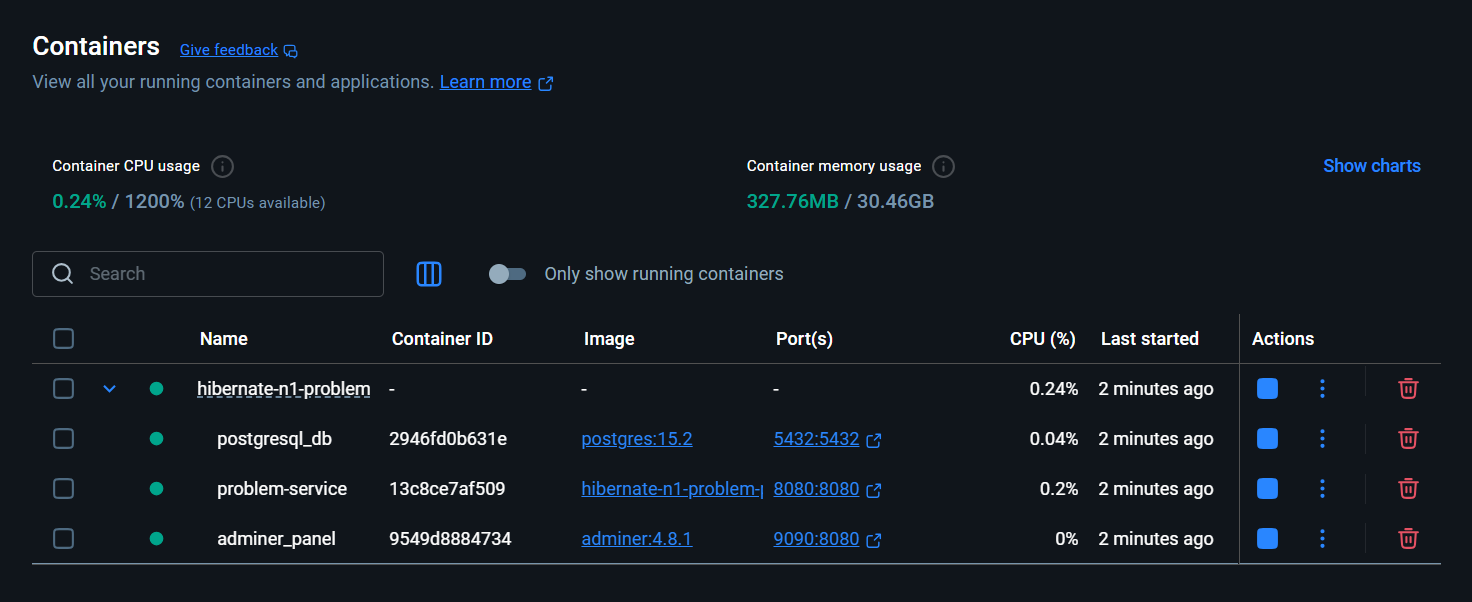 Containers Give feedback
View all your running containers and applications. Learn more
Container CPU usage Container memory usage Show charts
0.24% / 1200% (12 CPUs available) 327.76MB / 30.46GB
Search Only show running containers
Name Container ID Image Port(s) CPU (%) Last started Actions
hibernate-n1-problem - - - 0.24% 2 minutes ago
postgresql_db 2946fd0b631e postgres:15.2 5432:5432 0.04% 2 minutes ago
problem-service 13c8ce7af509 hibernate-n1-problem- 8080:8080 0.2% 2 minutes ago
adminer_panel 9549d8884734 adminer:4.8.1 9090:8080 0% 2 minutes ago